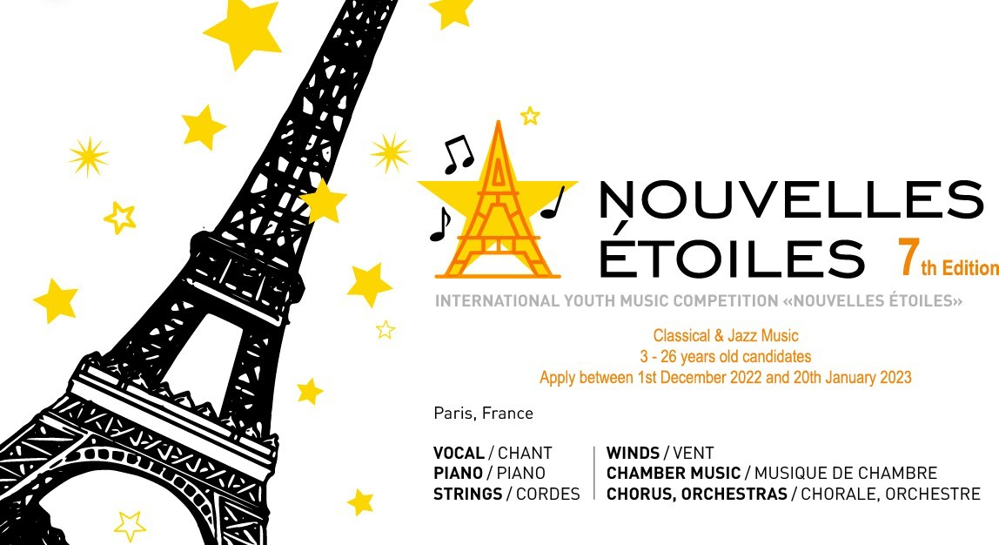 NOUVELLES
ÉTOILES 7th Edition
INTERNATIONAL YOUTH MUSIC COMPETITION «NOUVELLES ÉTOILES»
Classical & Jazz Music
3 - 26 years old candidates
Apply between 1st December 2022 and 20th January 2023
Paris, France
VOCAL / CHANT
PIANO / PIANO
STRINGS / CORDES
WINDS / VENT
CHAMBER MUSIC / MUSIQUE DE CHAMBRE
CHORUS, ORCHESTRAS / CHORALE, ORCHESTRE